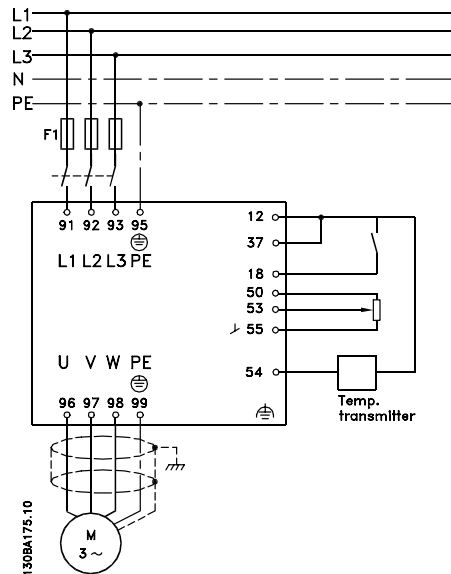 L1
L2
L3
N
PE
F1
91 92 93 95
L1 L2 L3 PE
12
37
18
50
53
55
54
U V W PE
96 97 98 99
Temp.
transmitter
M
3 ~
130BA175.10